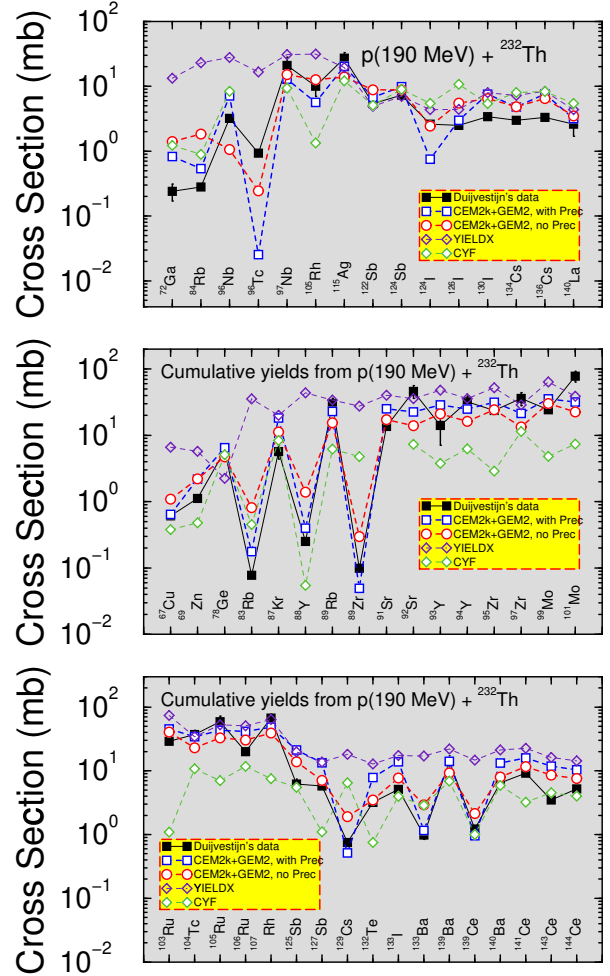 Cross Section (mb)
10²
10¹
10⁰
10⁻¹
10⁻²
p(190 MeV) + ²³²Th
Duijvestijn's data
CEM2k+GEM2, with Prec
CEM2k+GEM2, no Prec
YIELDX
CYF
⁷²Ga
⁸⁴Rb
⁹⁶Nb
⁹⁶Tc
⁹⁷Nb
¹⁰⁵Rh
¹¹⁵Ag
¹²²Sb
¹²⁴Sb
¹²⁴I
¹²⁶I
¹³⁰I
¹³⁴Cs
¹³⁶Cs
¹⁴⁰La
Cross Section (mb)
10²
10¹
10⁰
10⁻¹
10⁻²
Cumulative yields from p(190 MeV) + ²³²Th
Duijvestijn's data
CEM2k+GEM2, with Prec
CEM2k+GEM2, no Prec
YIELDX
CYF
⁶⁷Cu
⁶⁹Zn
⁷⁸Ge
⁸³Rb
⁸⁷Kr
⁸⁸Y
⁸⁹Rb
⁸⁹Zr
⁹¹Sr
⁹²Sr
⁹³Y
⁹⁴Y
⁹⁵Zr
⁹⁷Zr
⁹⁹Mo
¹⁰¹Mo
Cross Section (mb)
10²
10¹
10⁰
10⁻¹
10⁻²
Cumulative yields from p(190 MeV) + ²³²Th
Duijvestijn's data
CEM2k+GEM2, with Prec
CEM2k+GEM2, no Prec
YIELDX
CYF
¹⁰³Ru
¹⁰⁴Tc
¹⁰⁵Ru
¹⁰⁶Ru
¹⁰⁷Rh
¹²⁵Sb
¹²⁷Sb
¹²⁹Cs
¹³²Te
¹³³I
¹³³Ba
¹³⁹Ba
¹³⁹Ce
¹⁴⁰Ba
¹⁴¹Ce
¹⁴³Ce
¹⁴⁴Ce